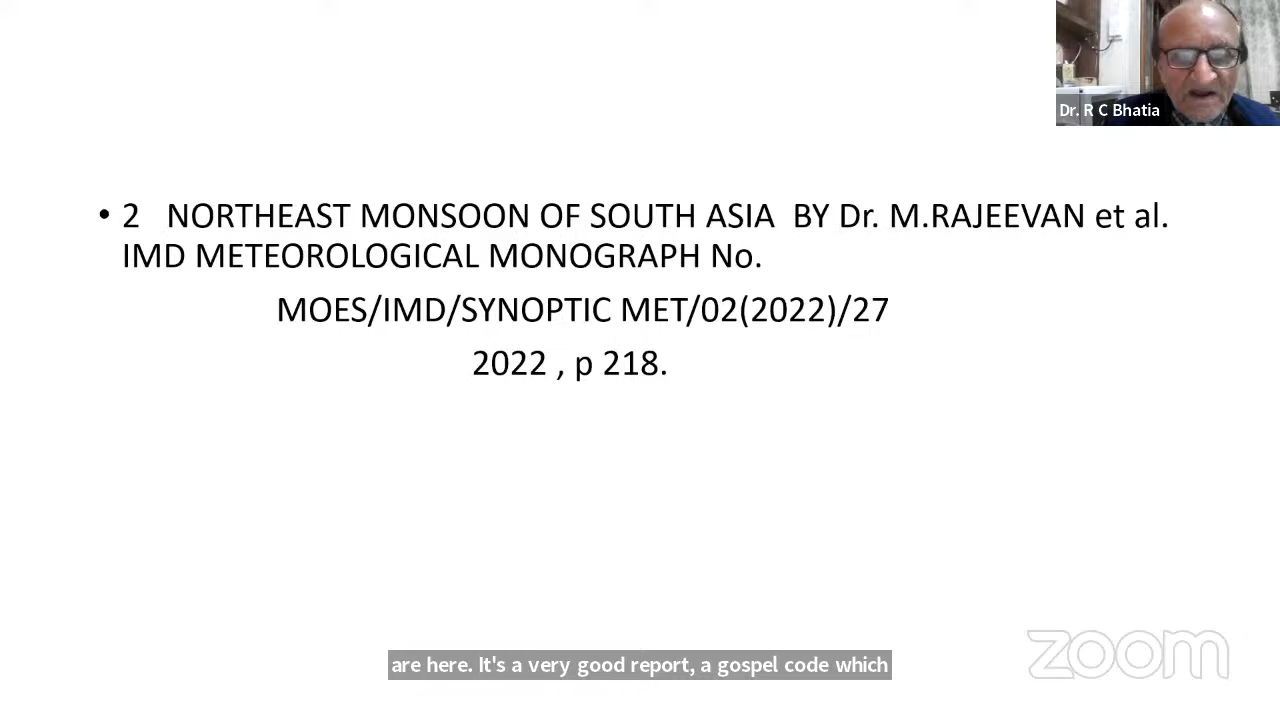 Dr. R C Bhatia
• 2 NORTHEAST MONSOON OF SOUTH ASIA BY Dr. M.RAJEEVAN et al.
IMD METEOROLOGICAL MONOGRAPH No.
MOES/IMD/SYNOPTIC MET/02(2022)/27
2022 , p 218.
zoom
are here. It's a very good report, a gospel code which